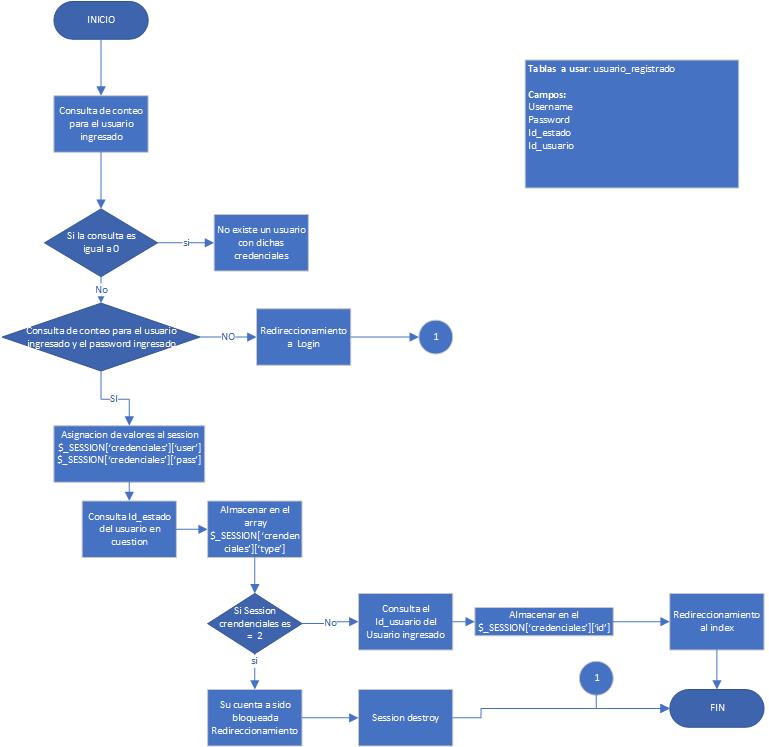 INICIO
Tablas a usar: usuario_registrado
Campos:
Username
Password
Id_estado
Id_usuario
Consulta de conteo
para el usuario
ingresado
Si la consulta es
igual a 0
si
No existe un usuario
con dichas
credenciales
No
Consulta de conteo para el usuario
ingresado y el password ingresado
NO
Redireccionamiento
a Login
1
SI
Asignacion de valores al session
$_SESSION['credenciales']['user']
$_SESSION['credenciales']['pass']
Consulta Id_estado
del usuario en
cuestion
Almacenar en el
array
$_SESSION['crenden
ciales']['type']
Si Session
crendenciales es
= 2
No
Consulta el
Id_usuario del
Usuario ingresado
Almacenar en el
$_SESSION['credenciales']['id']
Redireccionamiento
al index
si
Su cuenta a sido
bloqueada
Redireccionamiento
Session destroy
1
FIN